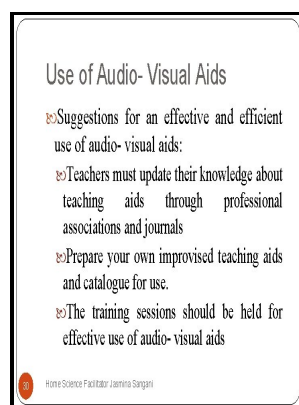 Use of Audio- Visual Aids
Suggestions for an effective and efficient
use of audio- visual aids:
Teachers must update their knowledge about
teaching aids through professional
associations and journals
Prepare your own improvised teaching aids
and catalogue for use.
The training sessions should be held for
effective use of audio- visual aids
30
Home Science Facilitator Jasmina Sangani